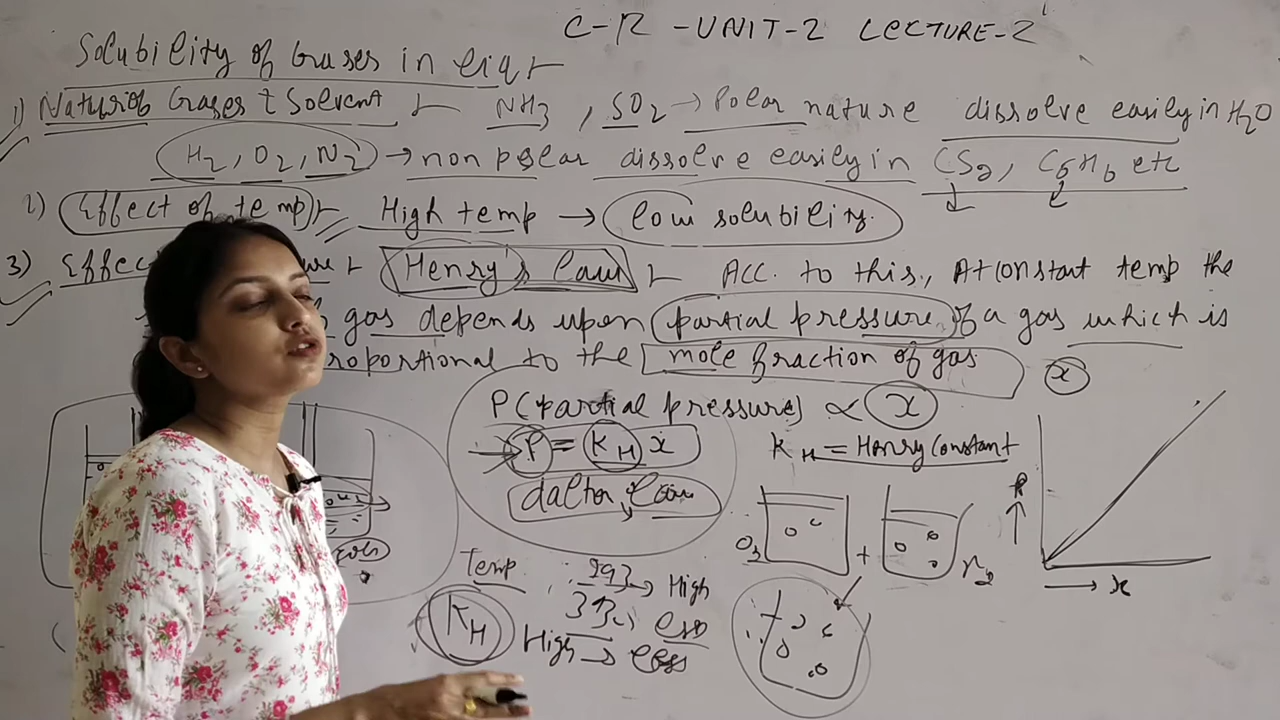 C-R -UNIT-2 LECTURE-2
Solubility of Gases in liq
1) Nature of Gases & Solvent NH3, SO2 → Polar nature dissolve easily in H2O
H2, O2, N2 → non polar dissolve easily in CS2, C6H6 etc
2) Effect of temp High temp → low solubility.
3) Effec ure Henry's law Acc. to this, At constant temp the
of gas depends upon partial pressure of a gas which is
roportional to the mole fraction of gas x
P (partial pressure) ∝ x
P = KH x
KH = Henry Constant
dalton law
O2 + N2
P
x
Temp 293 → High
KH
High → less